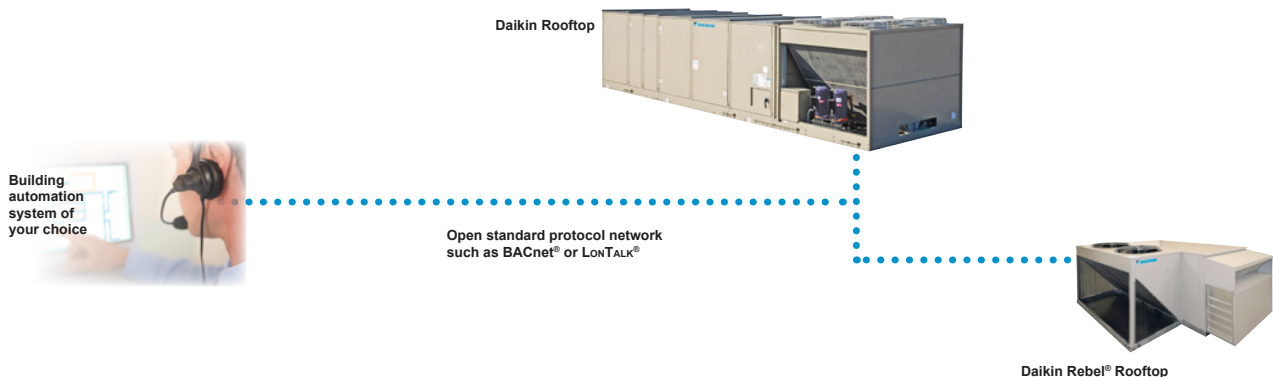 Daikin Rooftop
Building
automation
system of
your choice
Open standard protocol network
such as BACnet® or LONTALK®
Daikin Rebel® Rooftop